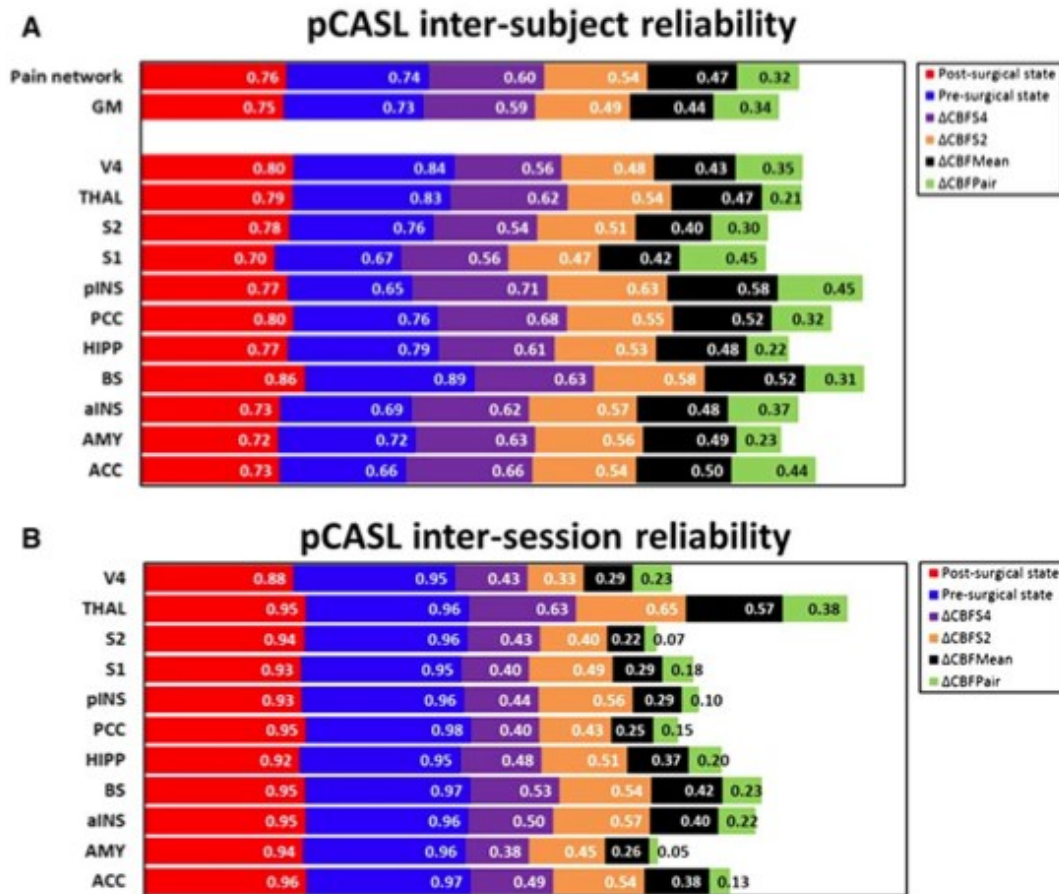 A
pCASL inter-subject reliability
Pain network 0.76 0.74 0.60 0.54 0.47 0.32
GM 0.75 0.73 0.59 0.49 0.44 0.34
V4 0.80 0.84 0.56 0.48 0.43 0.35
THAL 0.79 0.83 0.62 0.54 0.47 0.21
S2 0.78 0.76 0.54 0.51 0.40 0.30
S1 0.70 0.67 0.56 0.47 0.42 0.45
pINS 0.77 0.65 0.71 0.63 0.58 0.45
PCC 0.80 0.76 0.68 0.55 0.52 0.32
HIPP 0.77 0.79 0.61 0.53 0.48 0.22
BS 0.86 0.89 0.63 0.58 0.52 0.31
aINS 0.73 0.69 0.62 0.57 0.48 0.37
AMY 0.72 0.72 0.63 0.56 0.49 0.23
ACC 0.73 0.66 0.66 0.54 0.50 0.44
Post-surgical state
Pre-surgical state
ΔCBFS4
ΔCBFS2
ΔCBFMean
ΔCBFPair
B
pCASL inter-session reliability
V4 0.88 0.95 0.43 0.33 0.29 0.23
THAL 0.95 0.96 0.63 0.65 0.57 0.38
S2 0.94 0.96 0.43 0.40 0.22 0.07
S1 0.93 0.95 0.40 0.49 0.29 0.18
pINS 0.93 0.96 0.44 0.56 0.29 0.10
PCC 0.95 0.98 0.40 0.43 0.25 0.15
HIPP 0.92 0.95 0.48 0.51 0.37 0.20
BS 0.95 0.97 0.53 0.54 0.42 0.23
aINS 0.95 0.96 0.50 0.57 0.40 0.22
AMY 0.94 0.96 0.38 0.45 0.26 0.05
ACC 0.96 0.97 0.49 0.54 0.38 0.13
Post-surgical state
Pre-surgical state
ΔCBFS4
ΔCBFS2
ΔCBFMean
ΔCBFPair